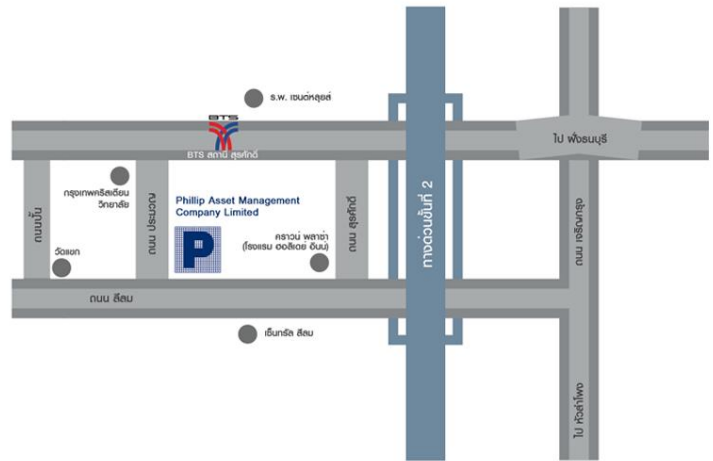 ร.พ. เซนต์หลุยส์
BTS
BTS สถานี สุรศักดิ์
ไป ฝั่งธนบุรี
กรุงเทพคริสเตียน
วิทยาลัย
ถนนปั้น
ถนน ประมวญ
Phillip Asset Management
Company Limited
P
คราวน์ พลาซ่า
(โรงแรม ฮอลิเดย์ อินน์)
ถนน สุรศักดิ์
ทางด่วนขั้นที่ 2
ถนน เจริญกรุง
วัดแขก
ถนน สีลม
เซ็นทรัล สีลม
ไป หัวลำโพง